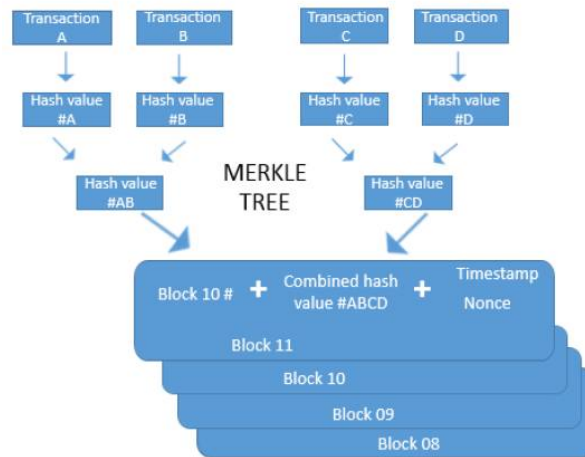 Transaction
A
Transaction
B
Transaction
C
Transaction
D
Hash value
#A
Hash value
#B
Hash value
#C
Hash value
#D
Hash value
#AB
MERKLE
TREE
Hash value
#CD
Block 10 #
+
Combined hash
value #ABCD
+
Timestamp
Nonce
Block 11
Block 10
Block 09
Block 08